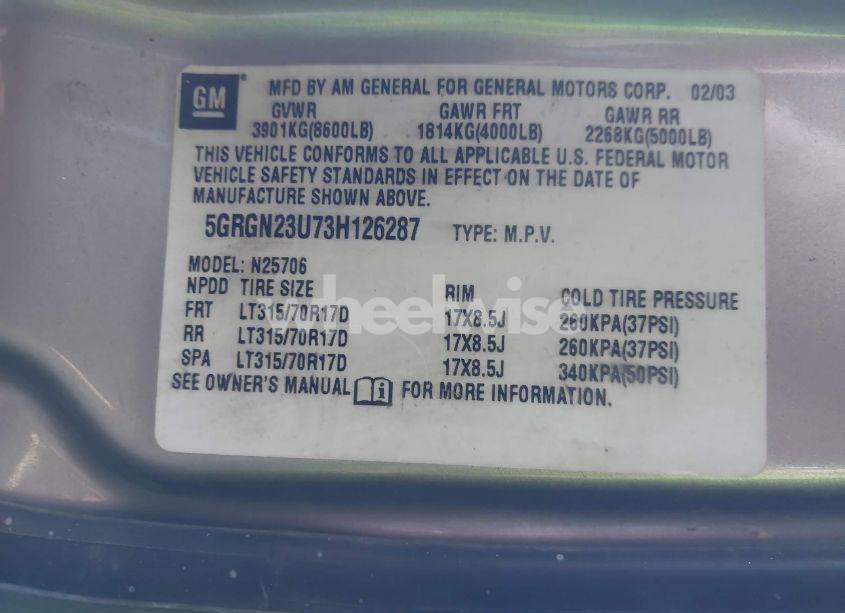 GM
MFD BY AM GENERAL FOR GENERAL MOTORS CORP. 02/03
GVWR GAWR FRT GAWR RR
3901KG(8600LB) 1814KG(4000LB) 2268KG(5000LB)
THIS VEHICLE CONFORMS TO ALL APPLICABLE U.S. FEDERAL MOTOR
VEHICLE SAFETY STANDARDS IN EFFECT ON THE DATE OF
MANUFACTURE SHOWN ABOVE.
5GRGN23U73H126287 TYPE: M.P.V.
MODEL: N25706
NPDD TIRE SIZE RIM COLD TIRE PRESSURE
FRT LT315/70R17D 17X8.5J 260KPA(37PSI)
RR LT315/70R17D 17X8.5J 260KPA(37PSI)
SPA LT315/70R17D 17X8.5J 340KPA(50PSI)
SEE OWNER'S MANUAL i FOR MORE INFORMATION.
wheelwise